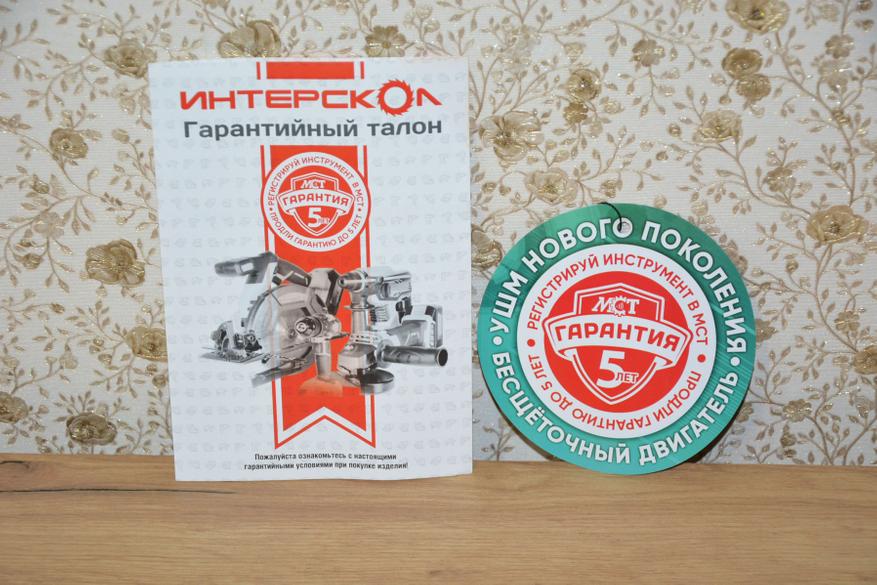 ИНТЕРСКОЛ
Гарантийный талон
РЕГИСТРИРУЙ ИНСТРУМЕНТ В МСТ
МСТ
ГАРАНТИЯ
5 ЛЕТ
ПРОДЛИ ГАРАНТИЮ ДО 5 ЛЕТ
Пожалуйста ознакомьтесь с настоящими
гарантийными условиями при покупке изделия!
УШМ НОВОГО ПОКОЛЕНИЯ
РЕГИСТРИРУЙ ИНСТРУМЕНТ В МСТ
МСТ
ГАРАНТИЯ
5 ЛЕТ
ПРОДЛИ ГАРАНТИЮ ДО 5 ЛЕТ
БЕСЩЁТОЧНЫЙ ДВИГАТЕЛЬ